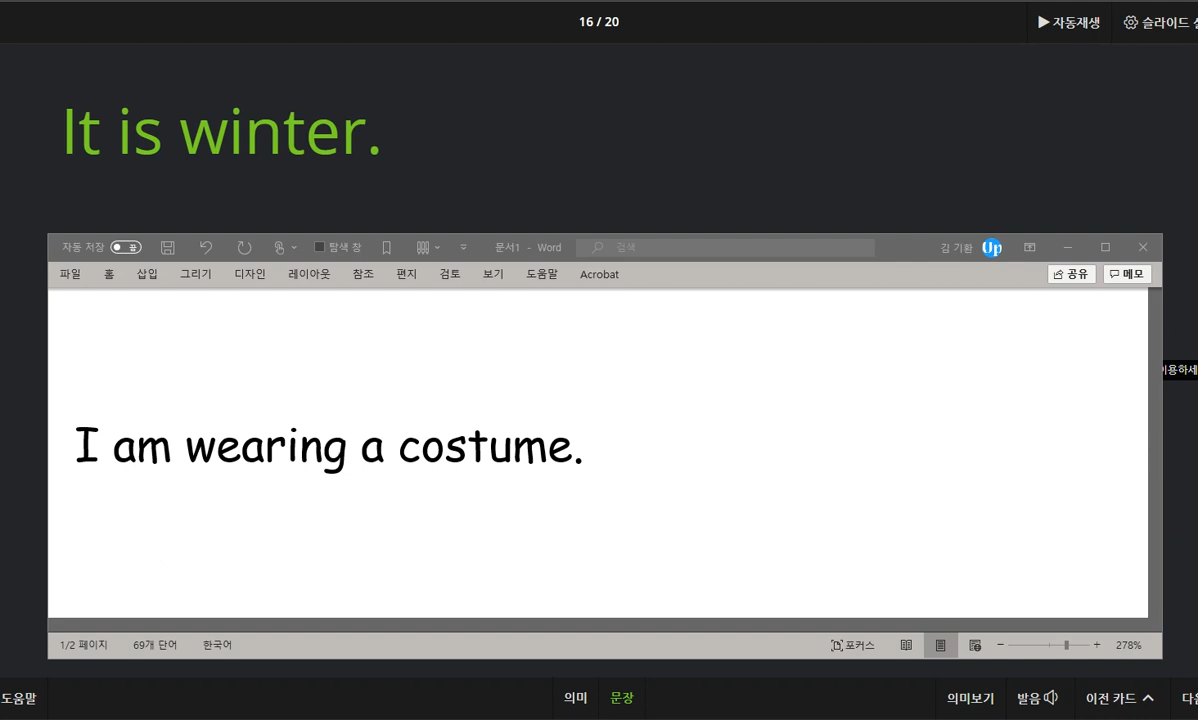 16 / 20
자동재생
슬라이드
It is winter.
자동 저장
끔
탐색 창
문서1 - Word
검색
김 기환
Up
파일 홈 삽입 그리기 디자인 레이아웃 참조 편지 검토 보기 도움말 Acrobat
공유
메모
I am wearing a costume.
1/2 페이지
69개 단어
한국어
포커스
278%
도움말
의미
문장
의미보기
발음
이전 카드